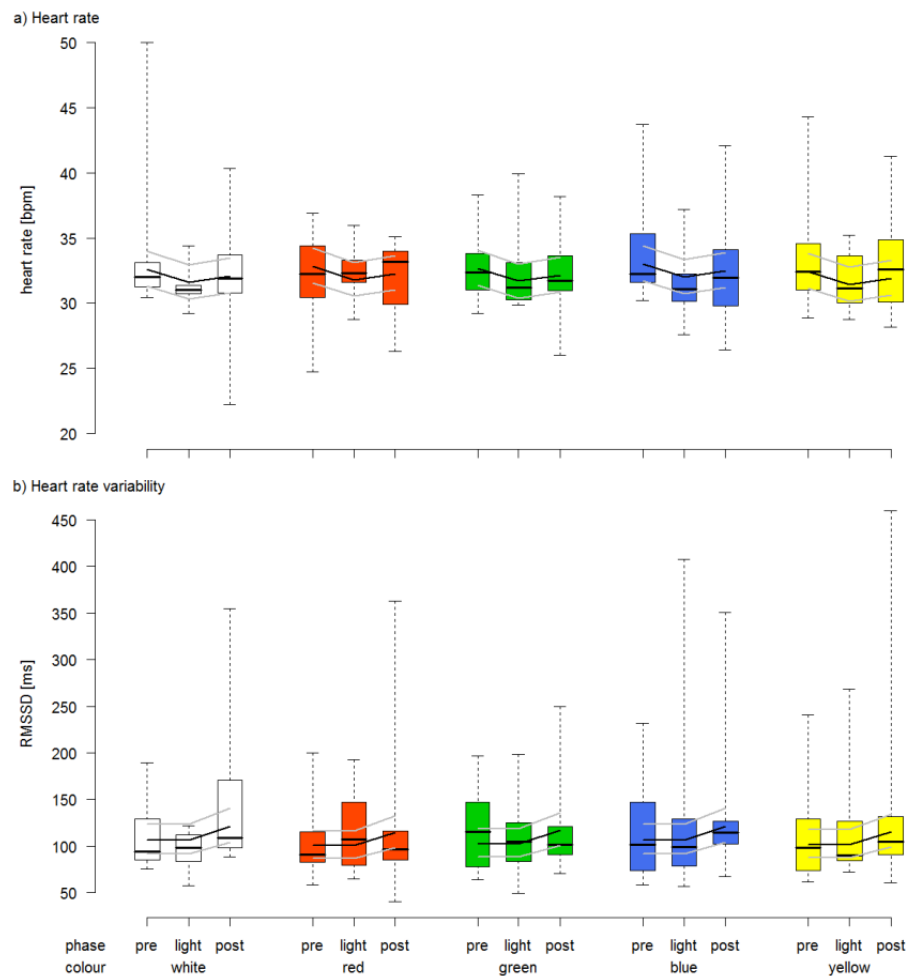 a) Heart rate
50
45
40
35
30
25
20
heart rate [bpm]
b) Heart rate variability
450
400
350
300
250
200
150
100
50
RMSSD [ms]
phase pre light post pre light post pre light post pre light post pre light post
colour white red green blue yellow